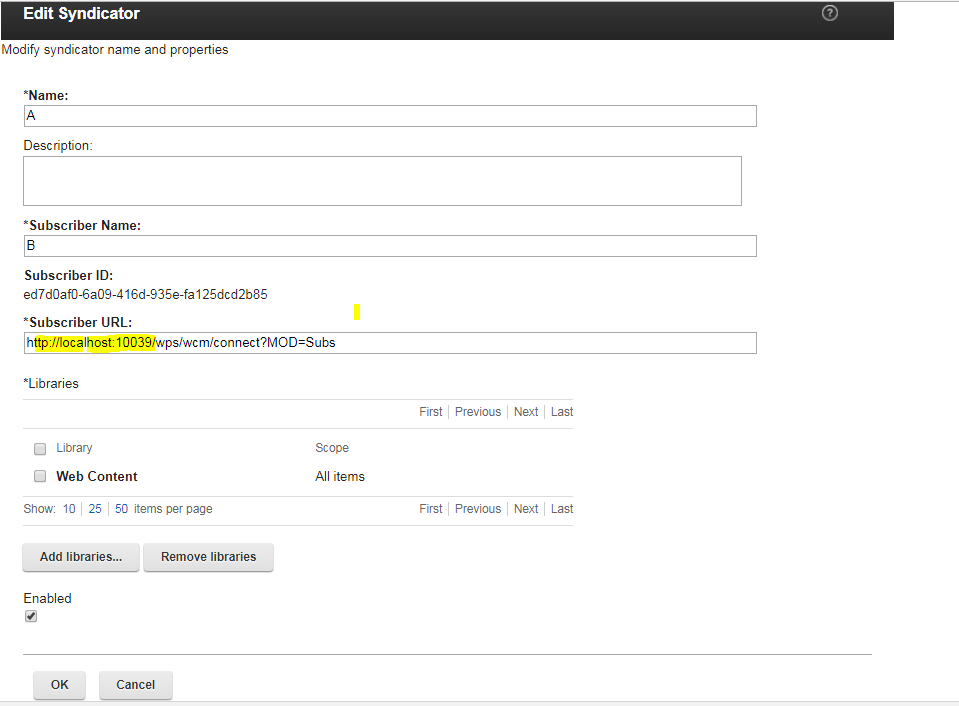 Edit Syndicator ?
Modify syndicator name and properties
*Name:
A
Description:
*Subscriber Name:
B
Subscriber ID:
ed7d0af0-6a09-416d-935e-fa125dcd2b85
*Subscriber URL:
http://localhost:10039/wps/wcm/connect?MOD=Subs
*Libraries
First Previous Next Last
Library Scope
Web Content All items
Show: 10 25 50 items per page First Previous Next Last
Add libraries... Remove libraries
Enabled
OK Cancel